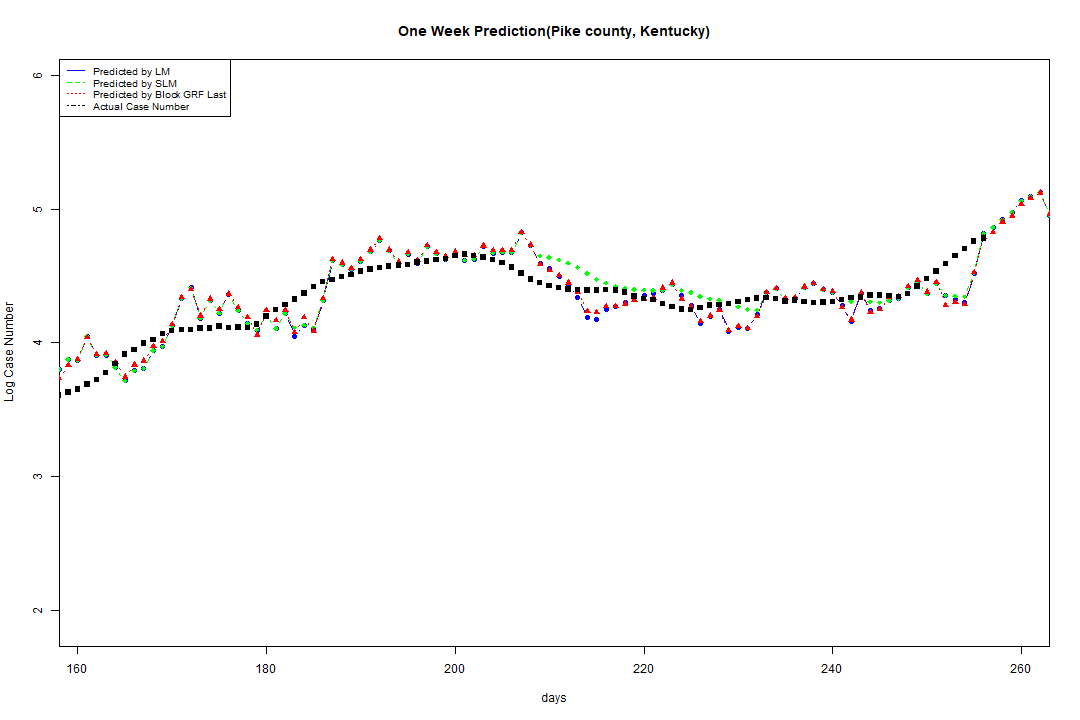 One Week Prediction(Pike county, Kentucky)
Predicted by LM
Predicted by SLM
Predicted by Block GRF Last
Actual Case Number
6
5
4
3
2
Log Case Number
160 180 200 220 240 260
days